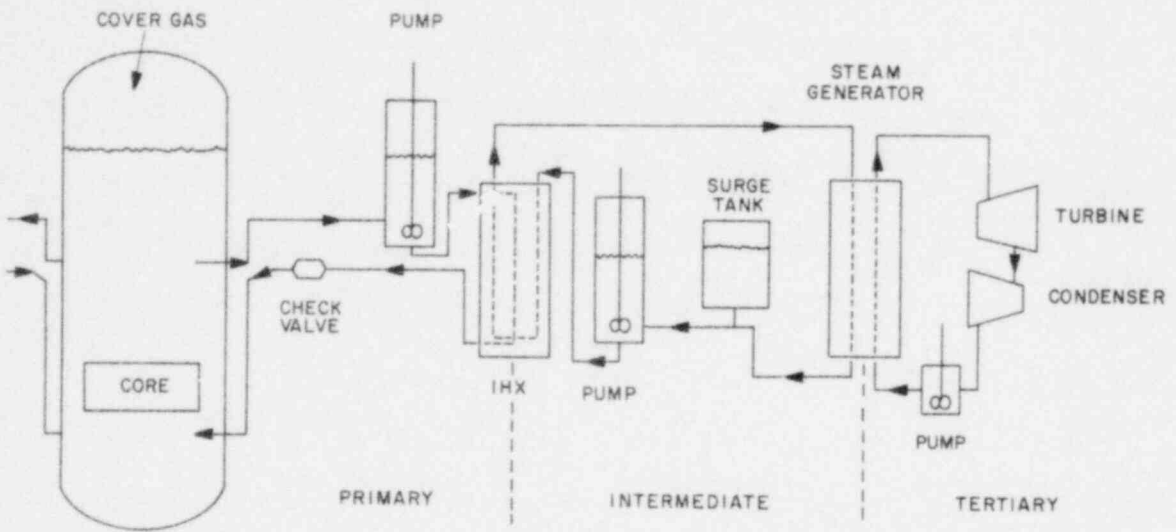 COVER GAS
PUMP
STEAM
GENERATOR
SURGE
TANK
TURBINE
CONDENSER
CHECK
VALVE
CORE
IHX
PUMP
PUMP
PRIMARY
INTERMEDIATE
TERTIARY